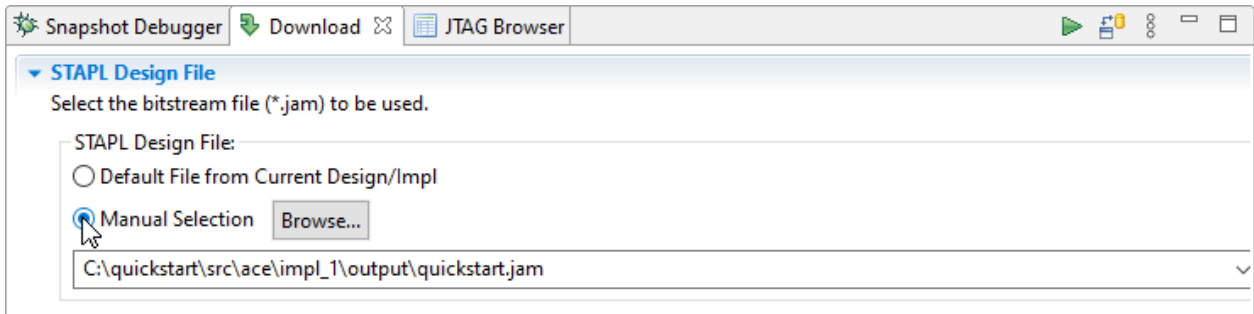 Snapshot Debugger Download JTAG Browser
STAPL Design File
Select the bitstream file (*.jam) to be used.
STAPL Design File:
Default File from Current Design/Impl
Manual Selection Browse...
C:\quickstart\src\ace\impl_1\output\quickstart.jam